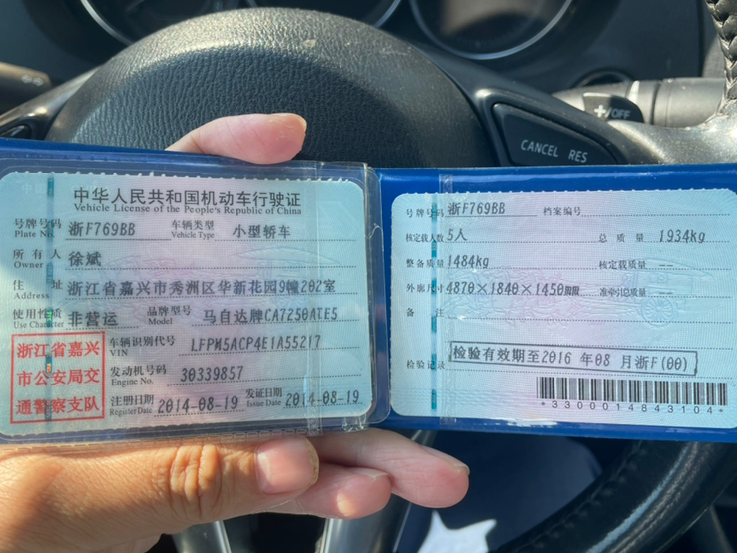 中华人民共和国机动车行驶证
Vehicle License of the People's Republic of China
号牌号码 浙F769BB 车辆类型 小型轿车
Plate No. Vehicle Type
所有人 徐斌
Owner
住址 浙江省嘉兴市秀洲区华新花园9幢202室
Address
使用性质 非营运 品牌型号 马自达牌CA7250ATE5
Use Character Model
浙江省嘉兴
市公安局交
通警察支队
车辆识别代号 LFPM5ACP4E1A55217
VIN
发动机号码 30339857
Engine No.
注册日期 2014-08-19 发证日期 2014-08-19
Register Date Issue Date
号牌号码 浙F769BB 档案编号
核定载人数 5人 总质量 1934kg
整备质量 1484kg 核定载质量 --
外廓尺寸 4870×1840×1450 准牵引总质量 --
备注
检验记录 检验有效期至2016 年08 月浙F(00)
*3300014843104*
CANCEL RES
+/OFF